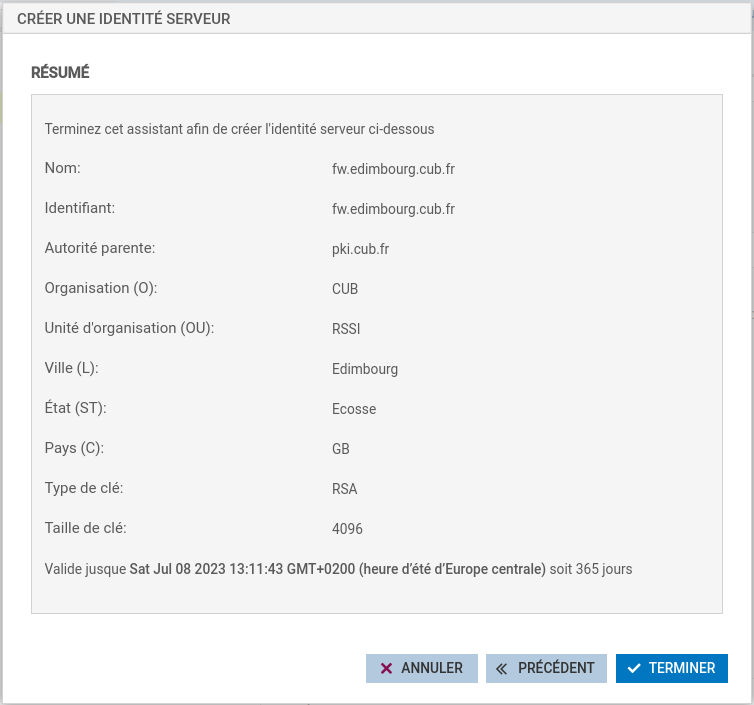 CRÉER UNE IDENTITÉ SERVEUR
RÉSUMÉ
Terminez cet assistant afin de créer l'identité serveur ci-dessous
Nom: fw.edimbourg.cub.fr
Identifiant: fw.edimbourg.cub.fr
Autorité parente: pki.cub.fr
Organisation (O): CUB
Unité d'organisation (OU): RSSI
Ville (L): Edimbourg
État (ST): Ecosse
Pays (C): GB
Type de clé: RSA
Taille de clé: 4096
Valide jusque Sat Jul 08 2023 13:11:43 GMT+0200 (heure d’été d’Europe centrale) soit 365 jours
ANNULER PRÉCÉDENT TERMINER